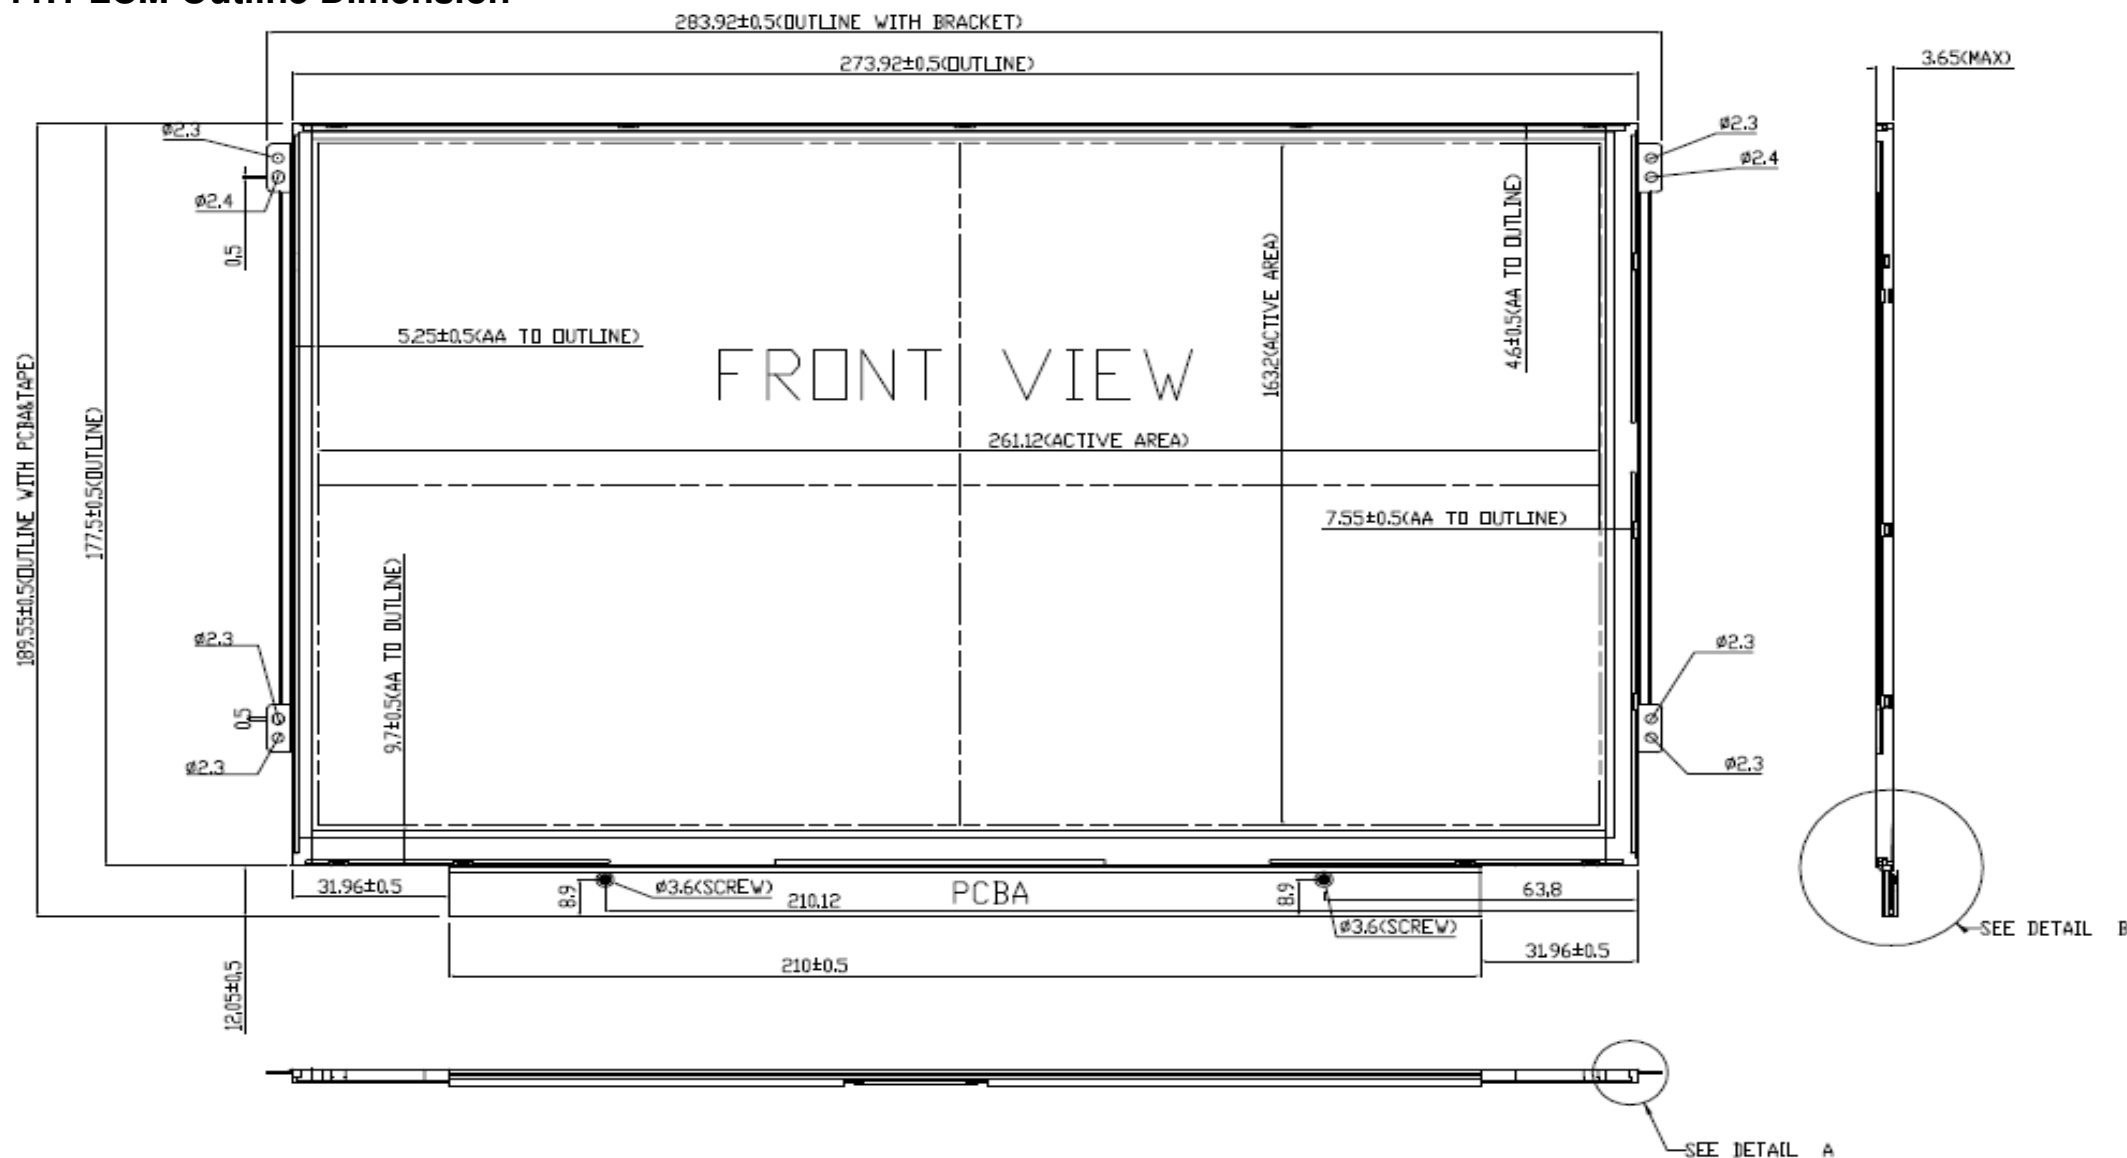 LCM Outline Dimension
283.92±0.5(OUTLINE WITH BRACKET)
273.92±0.5(OUTLINE)
3.65(MAX)
ø2.3
ø2.4
0.5
ø2.3
ø2.4
4.6±0.5(AA TO OUTLINE)
163.2(ACTIVE AREA)
5.25±0.5(AA TO OUTLINE)
FRONT VIEW
261.12(ACTIVE AREA)
7.55±0.5(AA TO OUTLINE)
189.55±0.5(OUTLINE WITH PCBA&TAPE)
177.5±0.5(OUTLINE)
9.7±0.5(AA TO OUTLINE)
ø2.3
0.5
ø2.3
ø2.3
ø2.3
31.96±0.5
8.9
ø3.6(SCREW)
210.12
PCBA
8.9
63.8
ø3.6(SCREW)
31.96±0.5
210±0.5
12.05±0.5
SEE DETAIL B
SEE DETAIL A